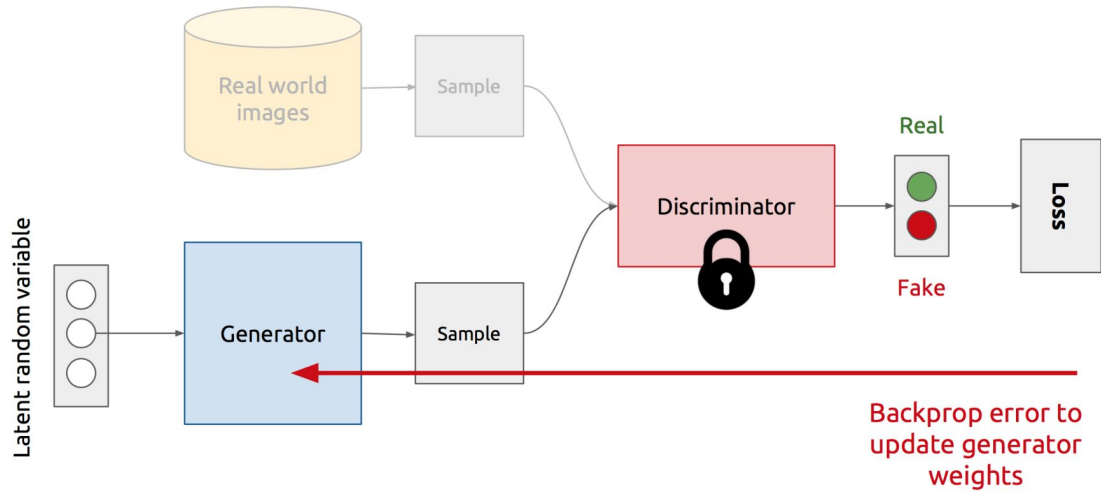 Real world
images
Sample
Real
Discriminator
Loss
Fake
Latent random variable
Generator
Sample
Backprop error to
update generator
weights